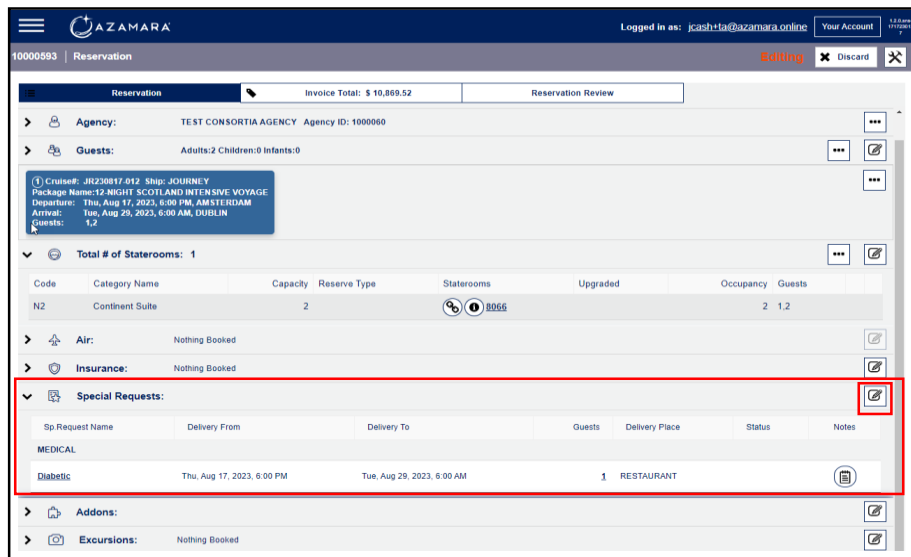 AZAMARA
Logged in as: jcash+ta@azamara.online Your Account
10000593 | Reservation Editing Discard
Reservation Invoice Total: $ 10,869.52 Reservation Review
Agency: TEST CONSORTIA AGENCY Agency ID: 1000060
Guests: Adults:2 Children:0 Infants:0
1 Cruise#: JR230817-012 Ship: JOURNEY
Package Name:12-NIGHT SCOTLAND INTENSIVE VOYAGE
Departure: Thu, Aug 17, 2023, 6:00 PM, AMSTERDAM
Arrival: Tue, Aug 29, 2023, 6:00 AM, DUBLIN
Guests: 1,2
Total # of Staterooms: 1
Code Category Name Capacity Reserve Type Staterooms Upgraded Occupancy Guests
N2 Continent Suite 2 8066 2 1,2
Air: Nothing Booked
Insurance: Nothing Booked
Special Requests:
Sp.Request Name Delivery From Delivery To Guests Delivery Place Status Notes
MEDICAL
Diabetic Thu, Aug 17, 2023, 6:00 PM Tue, Aug 29, 2023, 6:00 AM 1 RESTAURANT
Addons:
Excursions: Nothing Booked